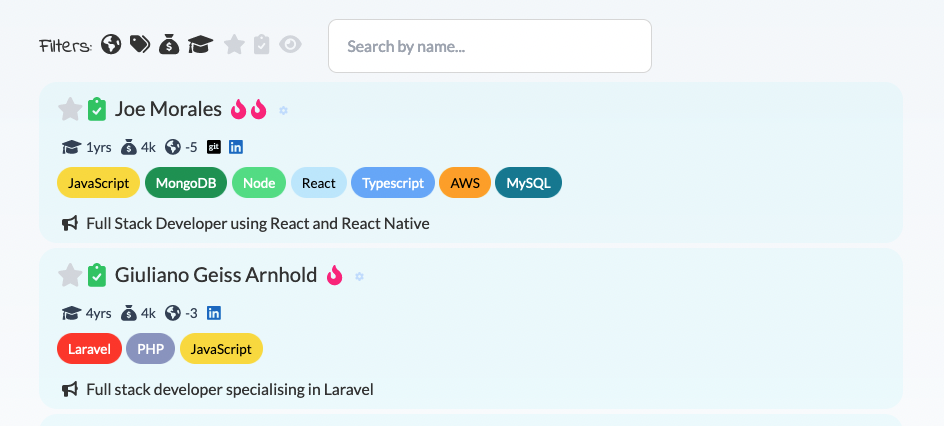 Filters:
Search by name...
Joe Morales
1yrs 4k -5 git in
JavaScript MongoDB Node React Typescript AWS MySQL
Full Stack Developer using React and React Native
Giuliano Geiss Arnhold
4yrs 4k -3 in
Laravel PHP JavaScript
Full stack developer specialising in Laravel